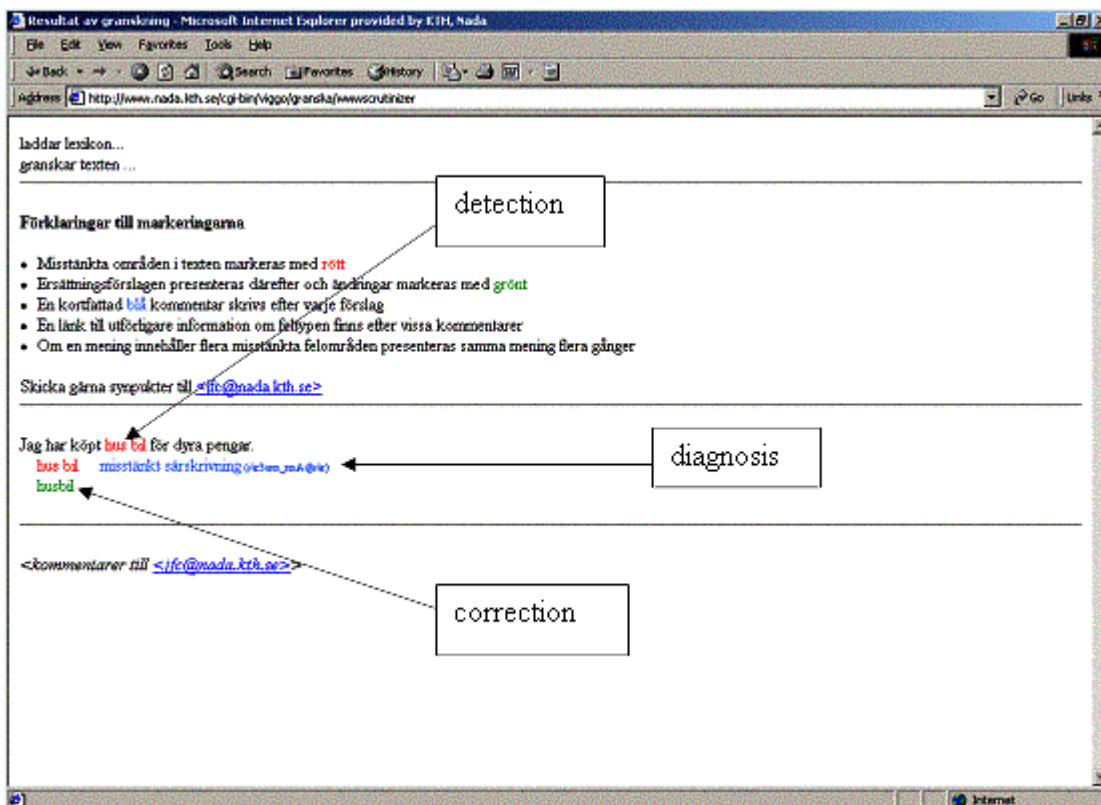 Resultat av granskning - Microsoft Internet Explorer provided by KTH, Nada
File Edit View Favorites Tools Help
Back Search Favorites History
Address http://www.nada.kth.se/cgi-bin/viggo/granska/wwwscrutinizer Go Links
laddar lexikon...
granskar texten ...
detection
Förklaringar till markeringarna
• Misstänkta områden i texten markeras med rött
• Ersättningsförslagen presenteras därefter och ändringar markeras med grönt
• En kortfattad blå kommentar skrivs efter varje förslag
• En länk till utförligare information om feltypen finns efter vissa kommentarer
• Om en mening innehåller flera misstänkta felområden presenteras samma mening flera gånger
Skicka gärna synpukter till <jfc@nada.kth.se>
Jag har köpt hus bil för dyra pengar.
hus bil misstänkt särskrivning
diagnosis
husbil
<kommentarer till <jfc@nada.kth.se>>
correction
Internet